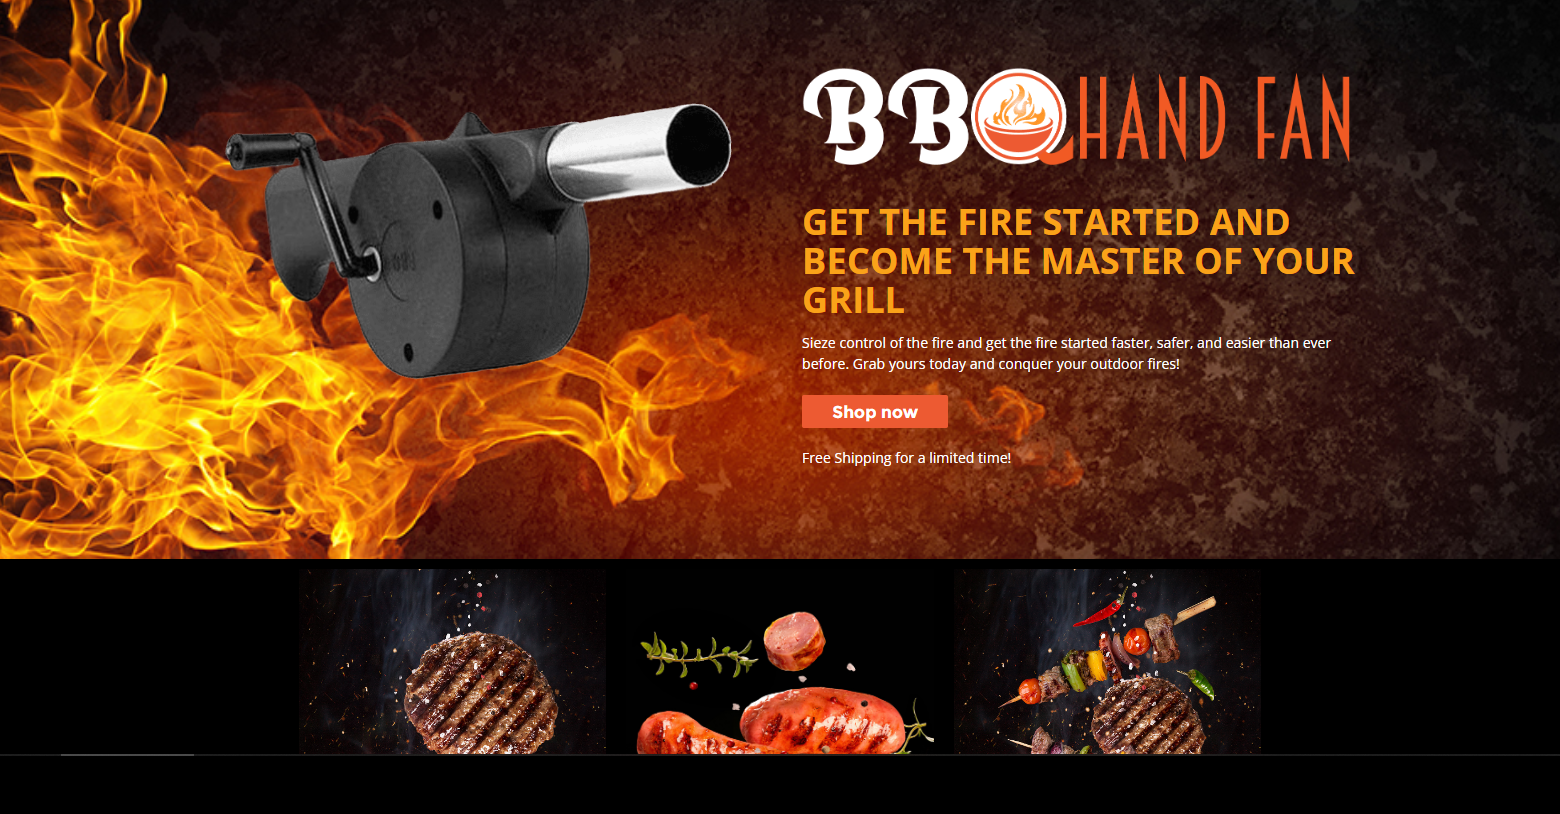 BBQ HAND FAN
GET THE FIRE STARTED AND
BECOME THE MASTER OF YOUR
GRILL
Sieze control of the fire and get the fire started faster, safer, and easier than ever
before. Grab yours today and conquer your outdoor fires!
Shop now
Free Shipping for a limited time!